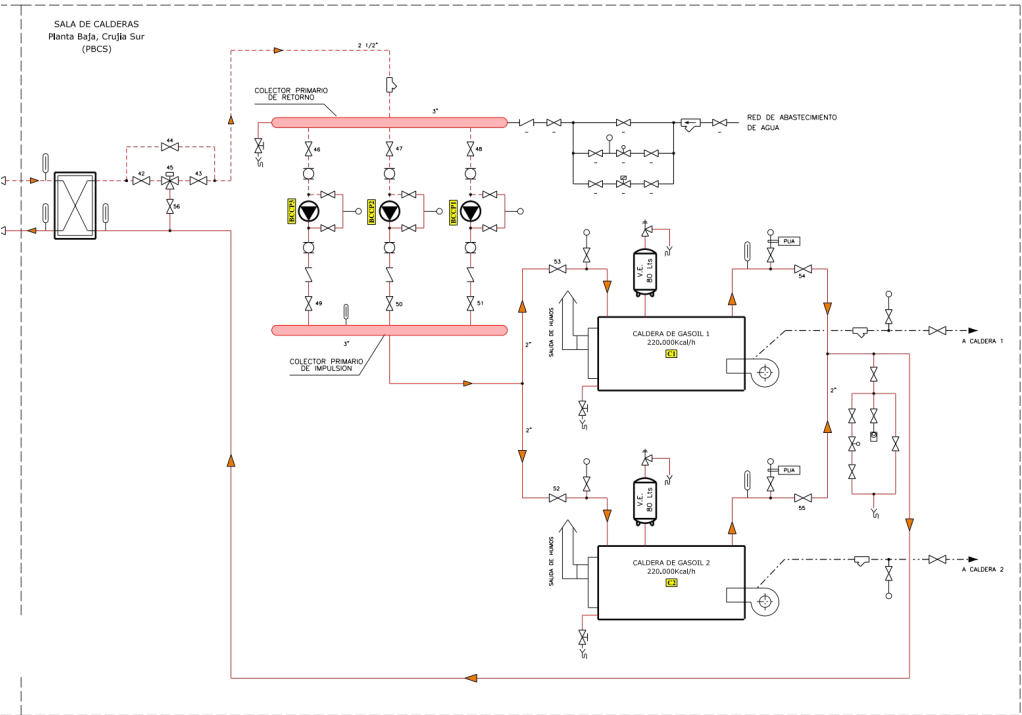 SALA DE CALDERAS
Planta Baja, Crujia Sur
(PBCS)
2 1/2"
COLECTOR PRIMARIO
DE RETORNO
3"
RED DE ABASTECIMIENTO
DE AGUA
44
42
45
43
56
46
47
48
BCCP3
BCCP2
BCCP1
49
50
51
3"
COLECTOR PRIMARIO
DE IMPULSION
53
V.E.
80 Lts
PLIA
54
SALIDA DE HUMOS
2"
CALDERA DE GASOIL 1
220.000Kcal/h
C1
A CALDERA 1
2"
2"
52
V.E.
80 Lts
PLIA
55
SALIDA DE HUMOS
CALDERA DE GASOIL 2
220.000Kcal/h
C2
A CALDERA 2